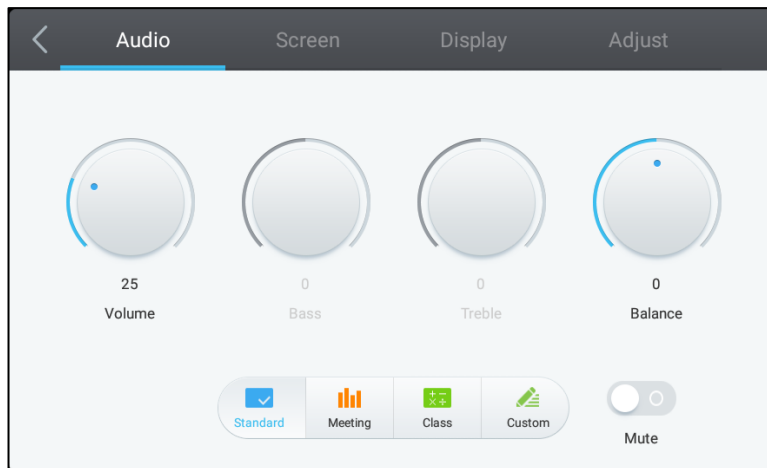 Audio Screen Display Adjust
25 0 0 0
Volume Bass Treble Balance
Standard Meeting Class Custom
Mute